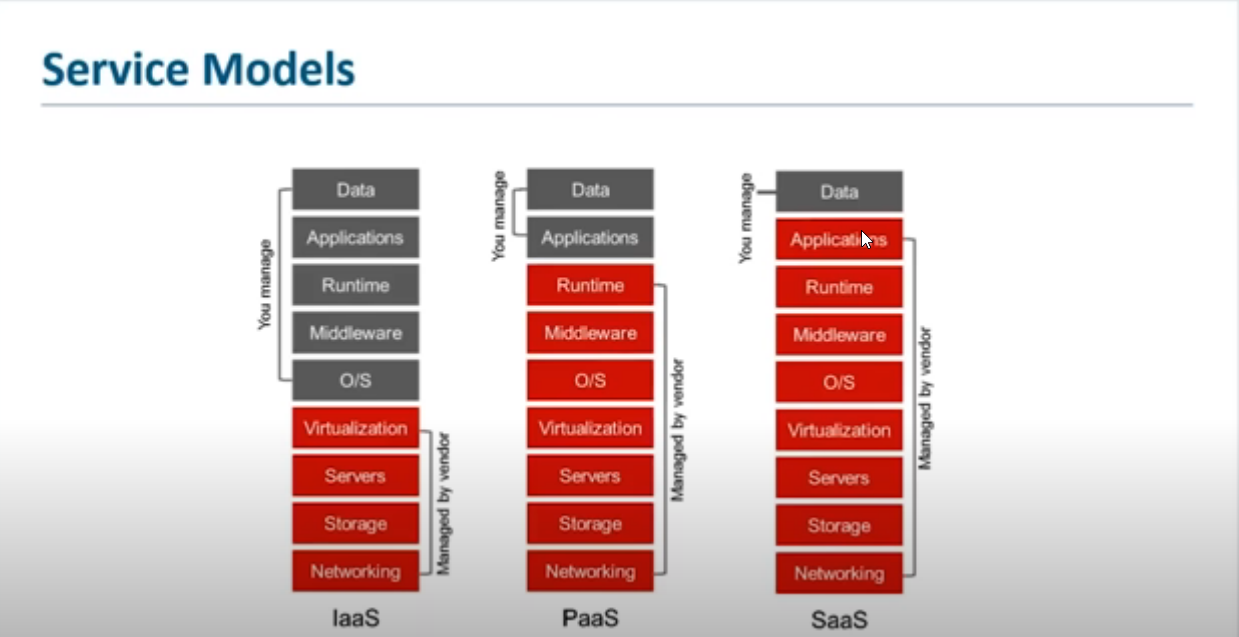 Service Models
You manage
Data
Applications
Runtime
Middleware
O/S
Virtualization
Servers
Storage
Networking
Managed by vendor
IaaS
You manage
Data
Applications
Runtime
Middleware
O/S
Virtualization
Servers
Storage
Networking
Managed by vendor
PaaS
You manage
Data
Applications
Runtime
Middleware
O/S
Virtualization
Servers
Storage
Networking
Managed by vendor
SaaS